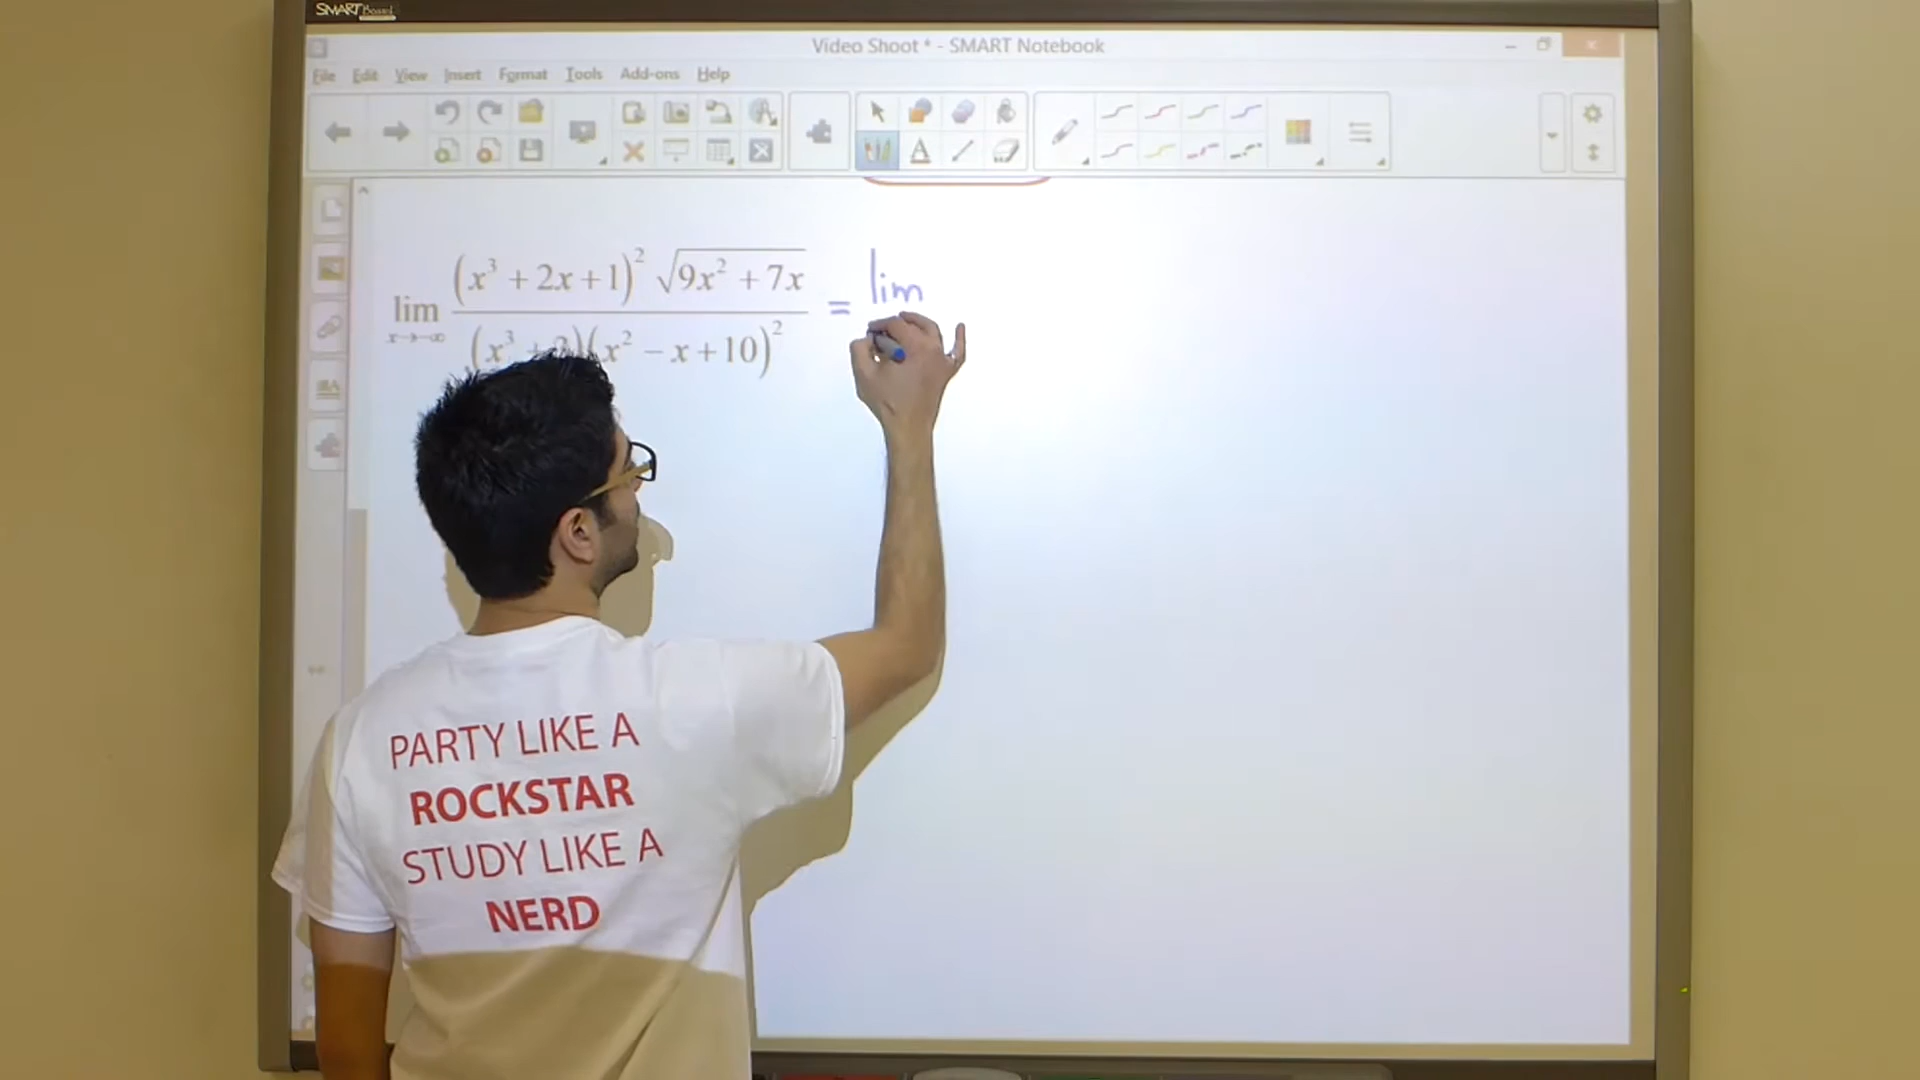 SMART Board
Video Shoot * - SMART Notebook
File Edit View Insert Format Tools Add-ons Help
lim x→-∞ (x³ + 2x + 1)² √(9x² + 7x) / (x³ + 2)(x² − x + 10)² = lim
PARTY LIKE A
ROCKSTAR
STUDY LIKE A
NERD